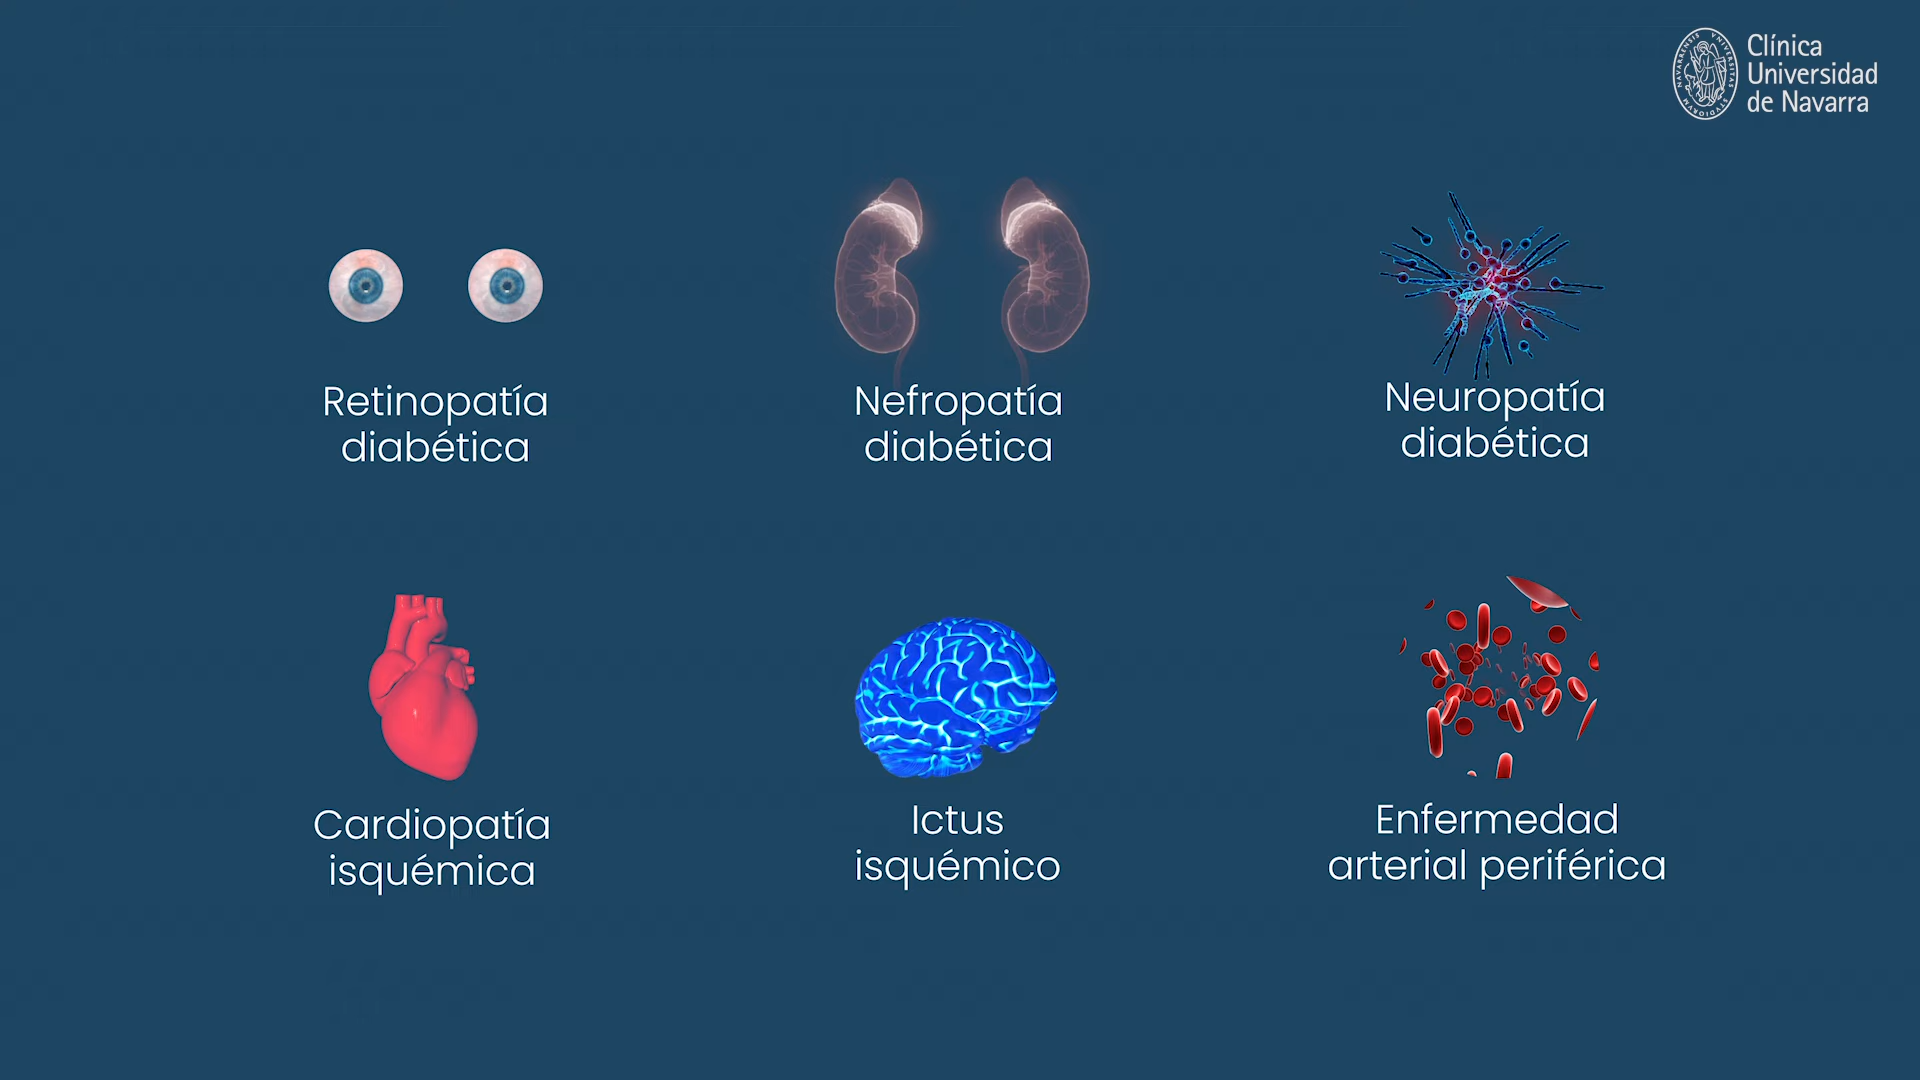 Clínica
Universidad
de Navarra
Retinopatía
diabética
Nefropatía
diabética
Neuropatía
diabética
Cardiopatía
isquémica
Ictus
isquémico
Enfermedad
arterial periférica